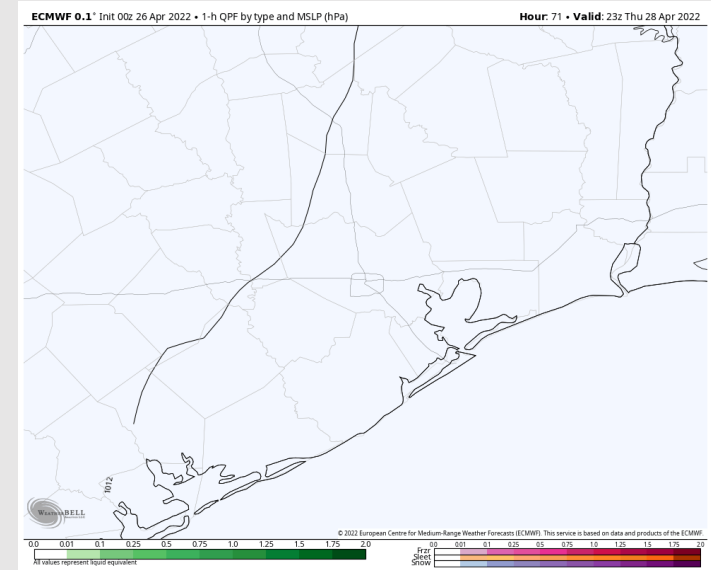 ECMWF 0.1° Init 00z 26 Apr 2022 • 1-h QPF by type and MSLP (hPa)
Hour: 71 • Valid: 23z Thu 28 Apr 2022
1012
WEATHERBELL
© 2022 European Centre for Medium-Range Weather Forecasts (ECMWF). This service is based on data and products of the ECMWF.
0.0 0.01 0.1 0.25 0.5 0.75 1.0 1.25 1.5 1.75 2.0
All values represent liquid equivalent
0.0 0.01 0.1 0.25 0.5 0.75 1.0 1.25 1.5 1.75 2.0
Frzr
Sleet
Snow